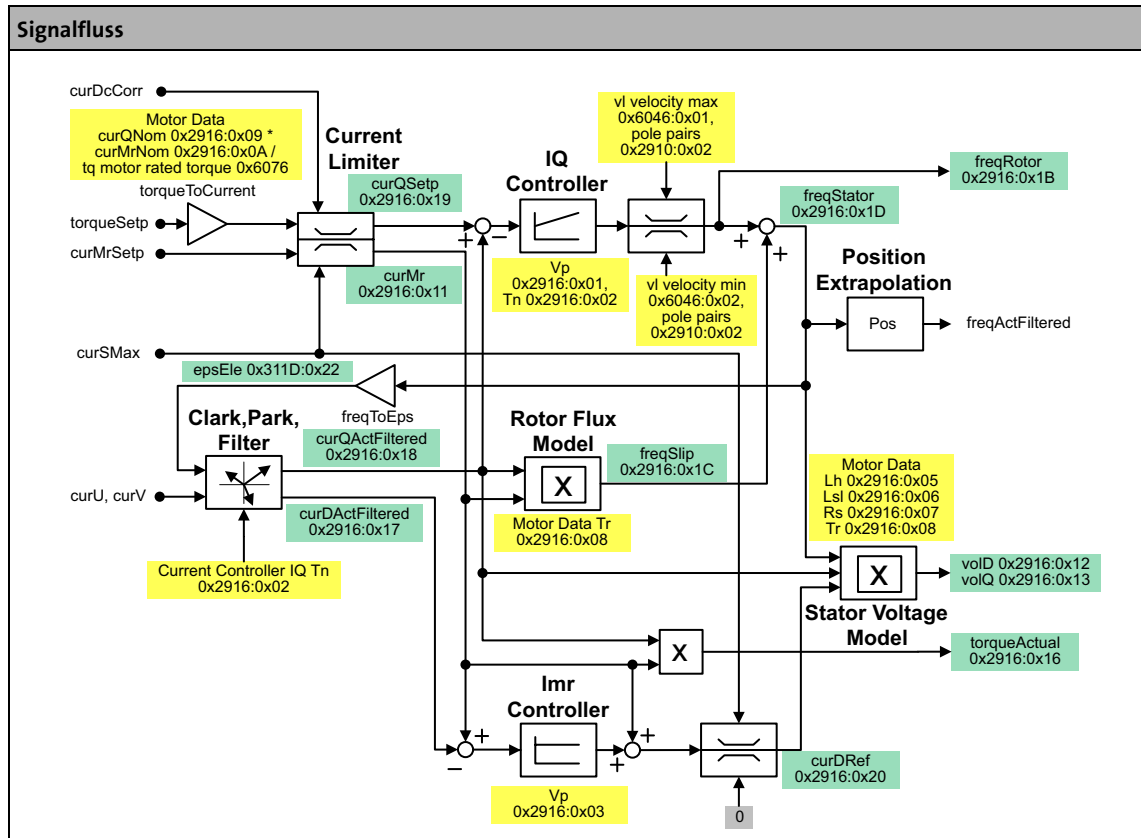 Signalfluss
curDcCorr
Motor Data
curQNom 0x2916:0x09 *
curMrNom 0x2916:0x0A /
tq motor rated torque 0x6076
torqueToCurrent
torqueSetp
curMrSetp
Current
Limiter
curQSetp
0x2916:0x19
curMr
0x2916:0x11
+
−
IQ
Controller
Vp
0x2916:0x01,
Tn 0x2916:0x02
vl velocity max
0x6046:0x01,
pole pairs
0x2910:0x02
vl velocity min
0x6046:0x02,
pole pairs
0x2910:0x02
freqRotor
0x2916:0x1B
freqStator
0x2916:0x1D
+
+
Position
Extrapolation
Pos
freqActFiltered
curSMax
epsEle 0x311D:0x22
freqToEps
Clark,Park,
Filter
curQActFiltered
0x2916:0x18
curU, curV
curDActFiltered
0x2916:0x17
Current Controller IQ Tn
0x2916:0x02
Rotor Flux
Model
X
freqSlip
0x2916:0x1C
Motor Data Tr
0x2916:0x08
Motor Data
Lh 0x2916:0x05
Lsl 0x2916:0x06
Rs 0x2916:0x07
Tr 0x2916:0x08
X
volD 0x2916:0x12
volQ 0x2916:0x13
Stator Voltage
Model
X
torqueActual
0x2916:0x16
Imr
Controller
+
−
+
+
Vp
0x2916:0x03
curDRef
0x2916:0x20
0